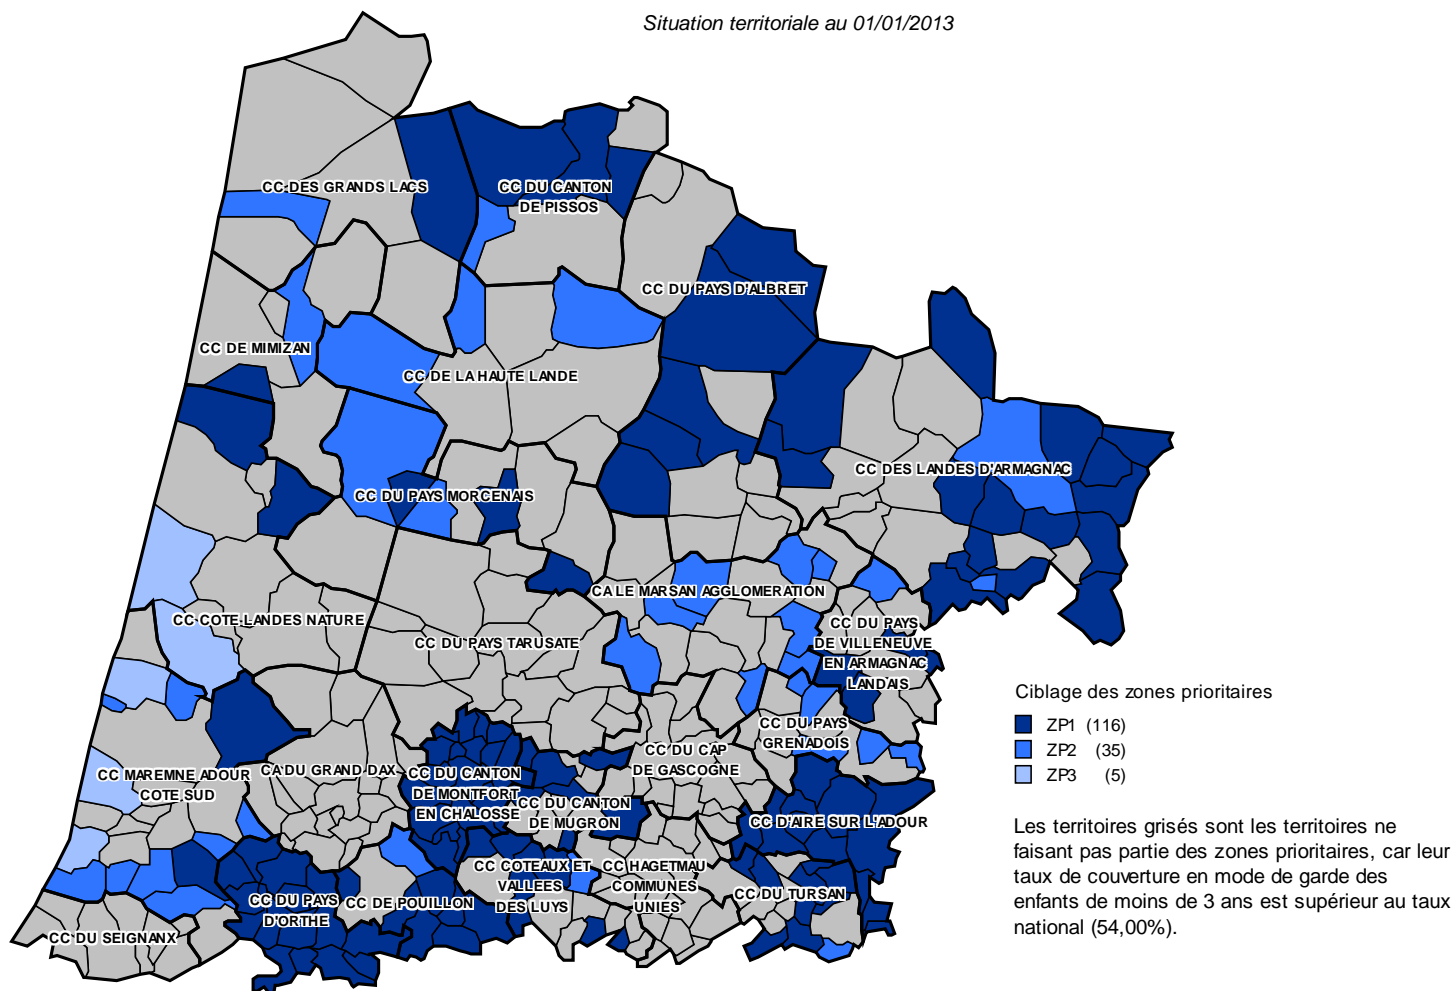 Situation territoriale au 01/01/2013
CC DES GRANDS LACS
CC DU CANTON
DE PISSOS
CC DU PAYS D'ALBRET
CC DE MIMIZAN
CC DE LA HAUTE LANDE
CC DES LANDES D'ARMAGNAC
CC DU PAYS MORCENAIS
CA LE MARSAN AGGLOMERATION
CC COTE LANDES NATURE
CC DU PAYS TARUSATE
CC DU PAYS
DE VILLENEUVE
EN ARMAGNAC
LANDAIS
Ciblage des zones prioritaires
ZP1 (116)
ZP2 (35)
ZP3 (5)
CC DU PAYS
GRENADOIS
CC DU CAP
DE GASCOGNE
CC MAREMNE ADOUR
COTE SUD
CA DU GRAND DAX
CC DU CANTON
DE MONTFORT
EN CHALOSSE
CC DU CANTON
DE MUGRON
CC D'AIRE SUR L'ADOUR
Les territoires grisés sont les territoires ne
faisant pas partie des zones prioritaires, car leur
taux de couverture en mode de garde des
enfants de moins de 3 ans est supérieur au taux
national (54,00%).
CC COTEAUX ET
VALLEES
DES LUYS
CC HAGETMAU
COMMUNES
UNIES
CC DU TURSAN
CC DU PAYS
D'ORTHE
CC DE POUILLON
CC DU SEIGNANX